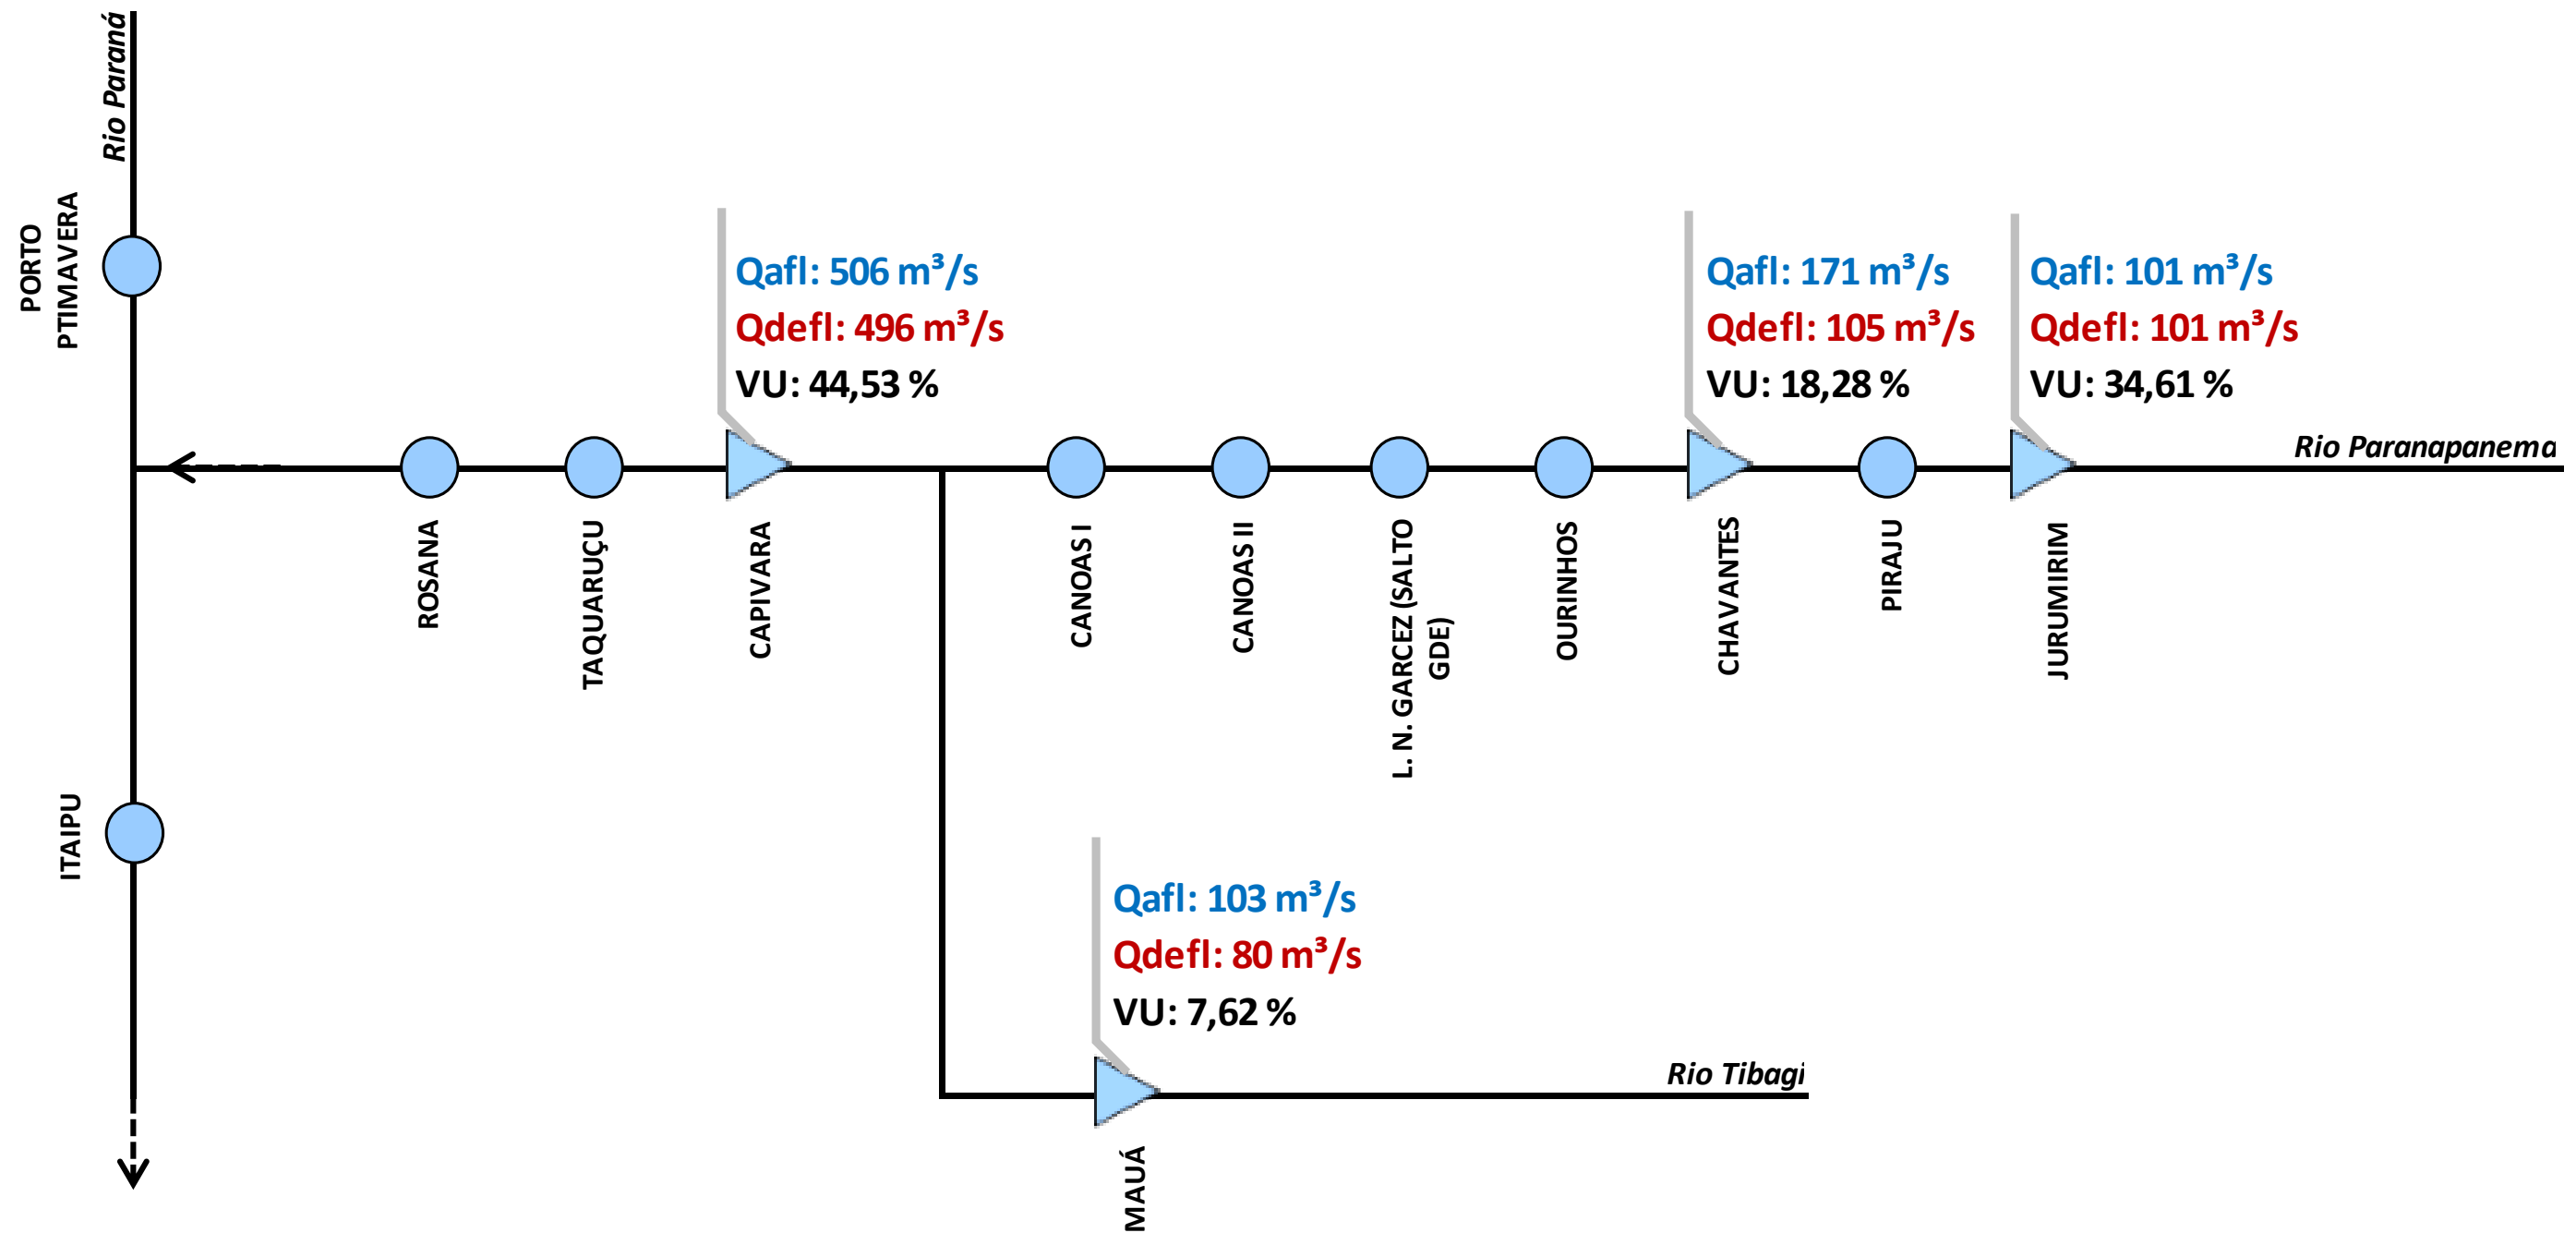 Rio Paraná
PORTO
PTIMAVERA
Qafl: 506 m³/s
Qdefl: 496 m³/s
VU: 44,53 %
Qafl: 171 m³/s
Qdefl: 105 m³/s
VU: 18,28 %
Qafl: 101 m³/s
Qdefl: 101 m³/s
VU: 34,61 %
Rio Paranapanema
ROSANA
TAQUARUÇU
CAPIVARA
CANOAS I
CANOAS II
L. N. GARCEZ (SALTO
GDE)
OURINHOS
CHAVANTES
PIRAJU
JURUMIRIM
ITAIPU
Qafl: 103 m³/s
Qdefl: 80 m³/s
VU: 7,62 %
Rio Tibagi
MAUÁ